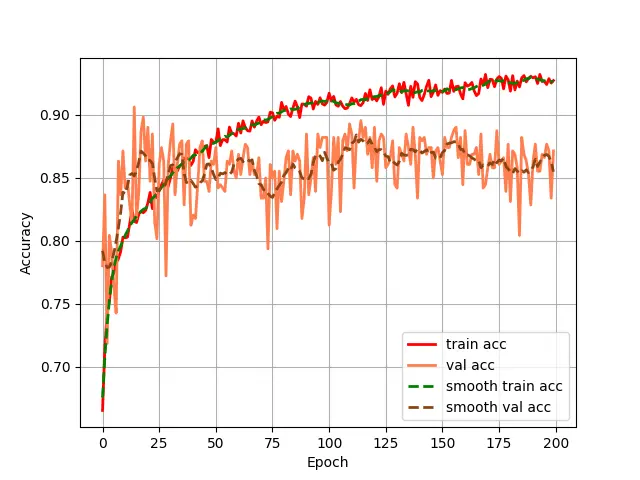 0.90
0.85
0.80
0.75
0.70
Accuracy
train acc
val acc
smooth train acc
smooth val acc
0 25 50 75 100 125 150 175 200
Epoch